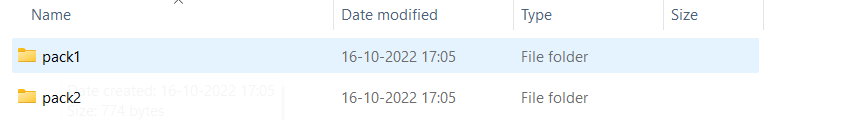 Name Date modified Type Size
pack1 16-10-2022 17:05 File folder
Date created: 16-10-2022 17:05
pack2 16-10-2022 17:05 File folder
Size: 774 bytes